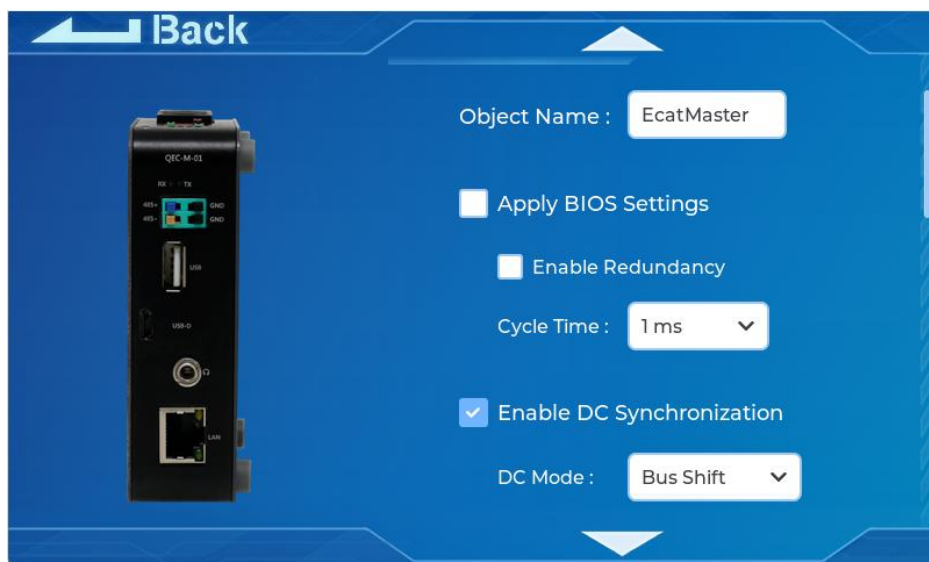 Back
Object Name :
EcatMaster
QEC-M-01
RX TX
485+ GND
485- GND
USB
USB-D
LAN
Apply BIOS Settings
Enable Redundancy
Cycle Time :
1 ms
Enable DC Synchronization
DC Mode :
Bus Shift